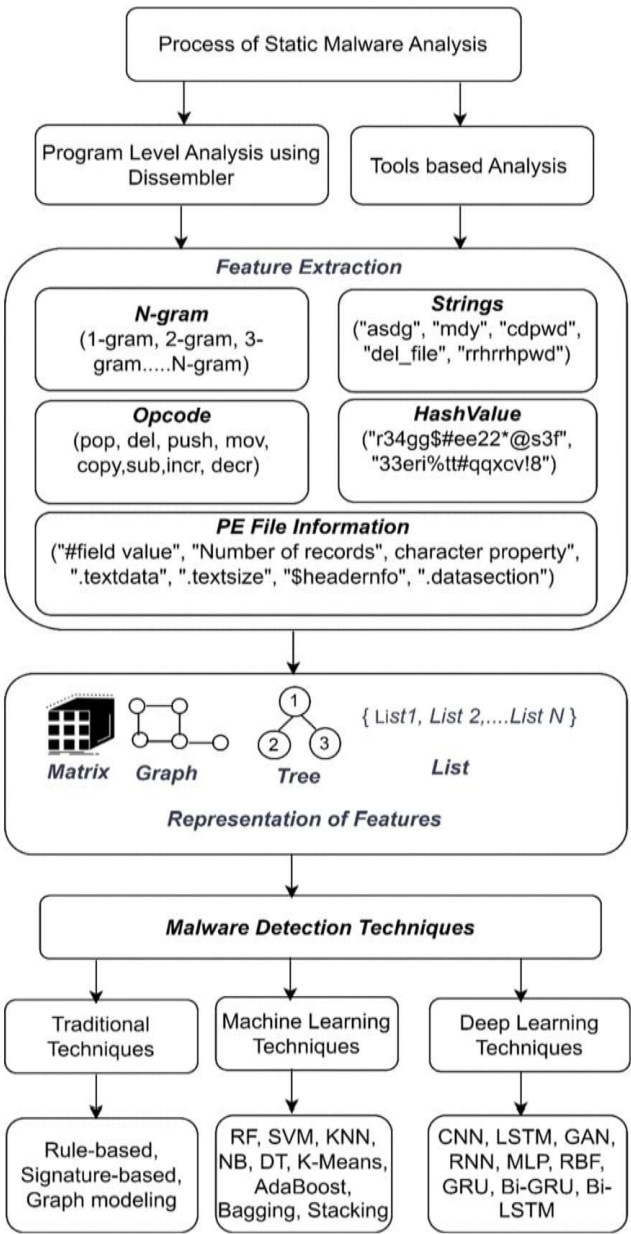 Process of Static Malware Analysis
Program Level Analysis using
Dissembler
Tools based Analysis
Feature Extraction
N-gram
(1-gram, 2-gram, 3-
gram.....N-gram)
Strings
("asdg", "mdy", "cdpwd",
"del_file", "rrhrrhpwd")
Opcode
(pop, del, push, mov,
copy,sub,incr, decr)
HashValue
("r34gg$#ee22*@s3f",
"33eri%tt#qqxcv!8")
PE File Information
("#field value", "Number of records", character property",
".textdata", ".textsize", "$headernfo", ".datasection")
1
2
3
{ List1, List 2,....List N }
Matrix
Graph
Tree
List
Representation of Features
Malware Detection Techniques
Traditional
Techniques
Machine Learning
Techniques
Deep Learning
Techniques
Rule-based,
Signature-based,
Graph modeling
RF, SVM, KNN,
NB, DT, K-Means,
AdaBoost,
Bagging, Stacking
CNN, LSTM, GAN,
RNN, MLP, RBF,
GRU, Bi-GRU, Bi-
LSTM